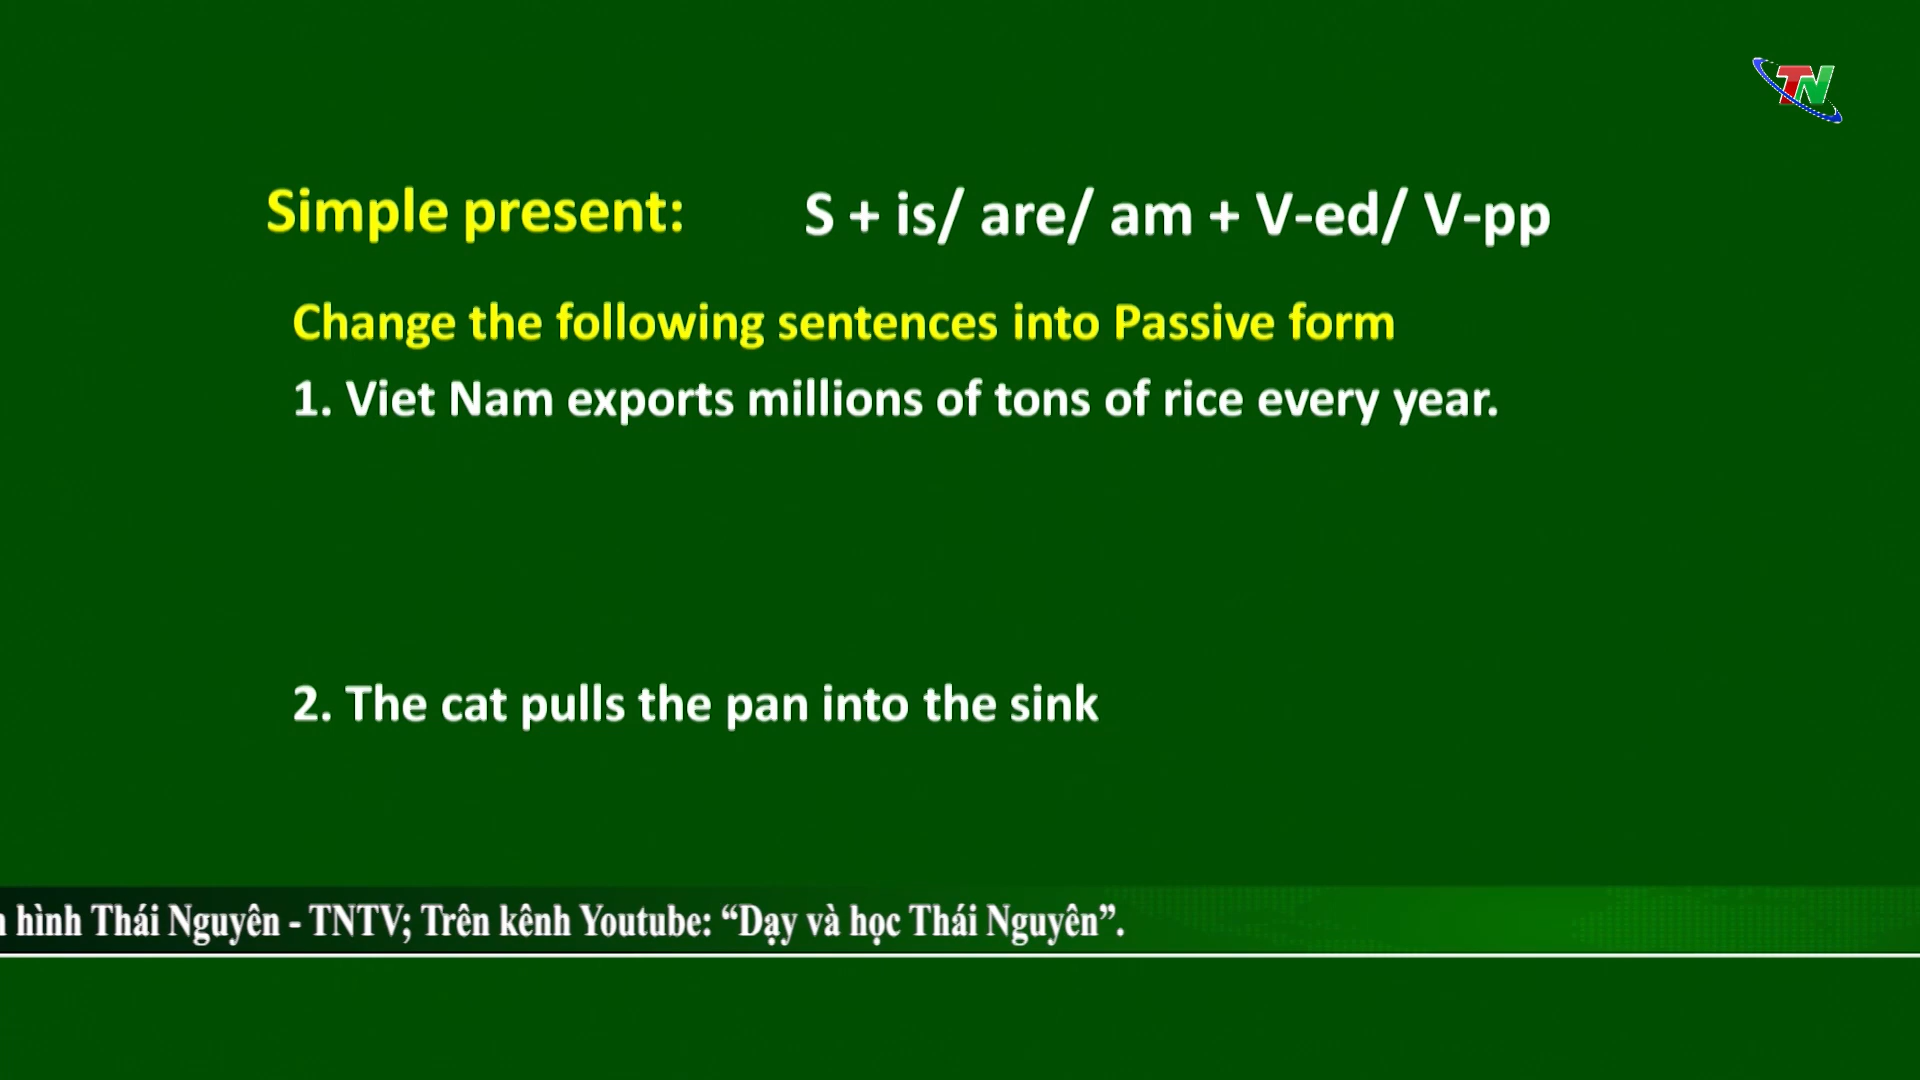 TN
Simple present: S + is/ are/ am + V-ed/ V-pp
Change the following sentences into Passive form
1. Viet Nam exports millions of tons of rice every year.
2. The cat pulls the pan into the sink
hình Thái Nguyên - TNTV; Trên kênh Youtube: “Dạy và học Thái Nguyên”.